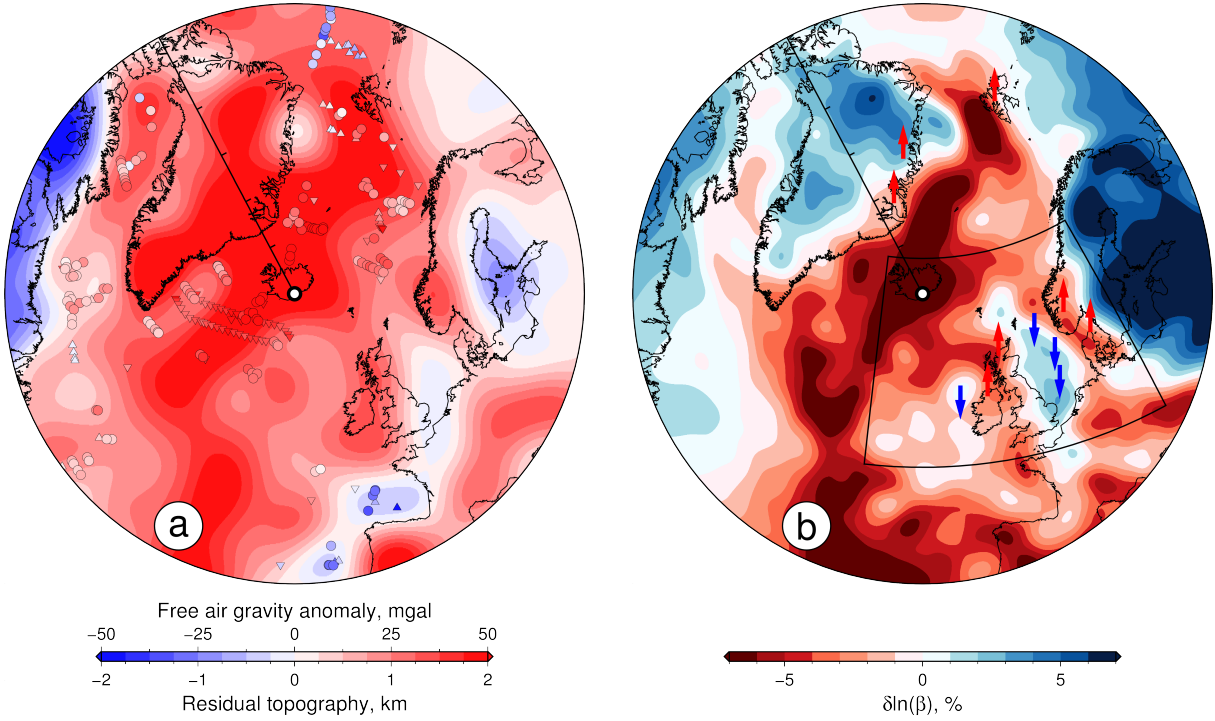 a
b
Free air gravity anomaly, mgal
−50 −25 0 25 50
−2 −1 0 1 2
Residual topography, km
−5 0 5
δln(β), %